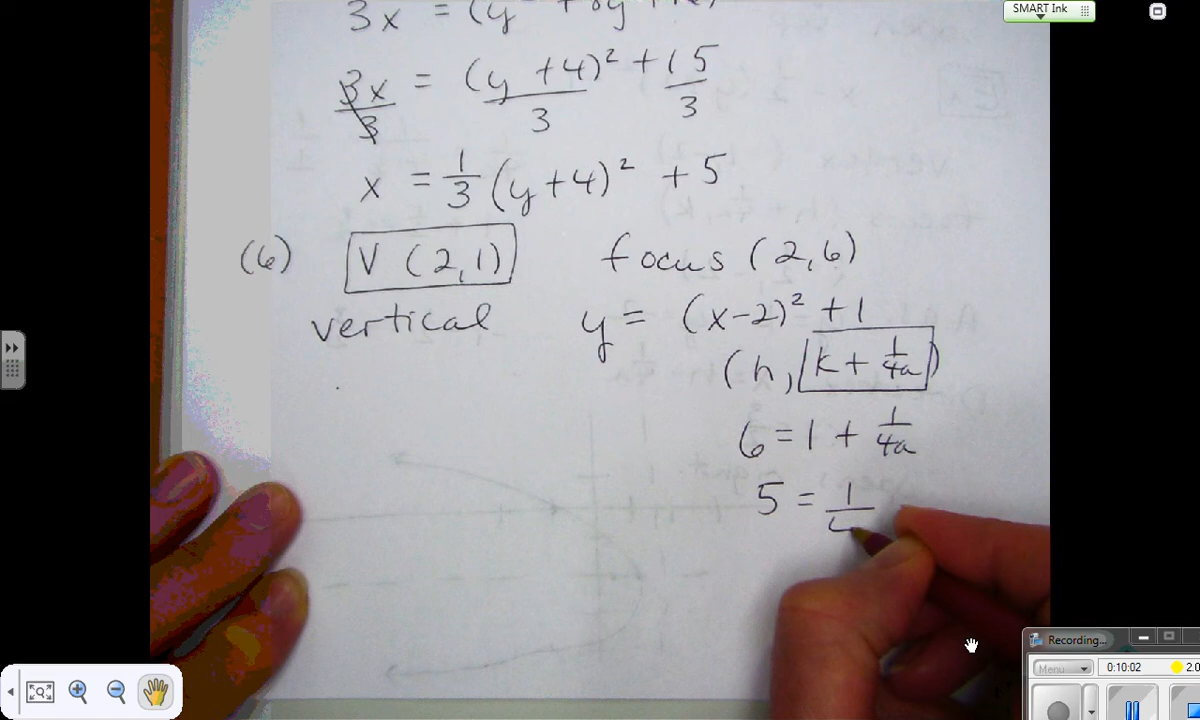 SMART Ink
3x = (y
3x/3 = (y+4)²/3 + 15/3
x = 1/3 (y+4)² + 5
(6) V (2,1) focus (2,6)
vertical y = (x-2)² + 1
(h, k + 1/4a)
6 = 1 + 1/4a
5 = 1/
Recording...
Menu 0:10:02 2.0